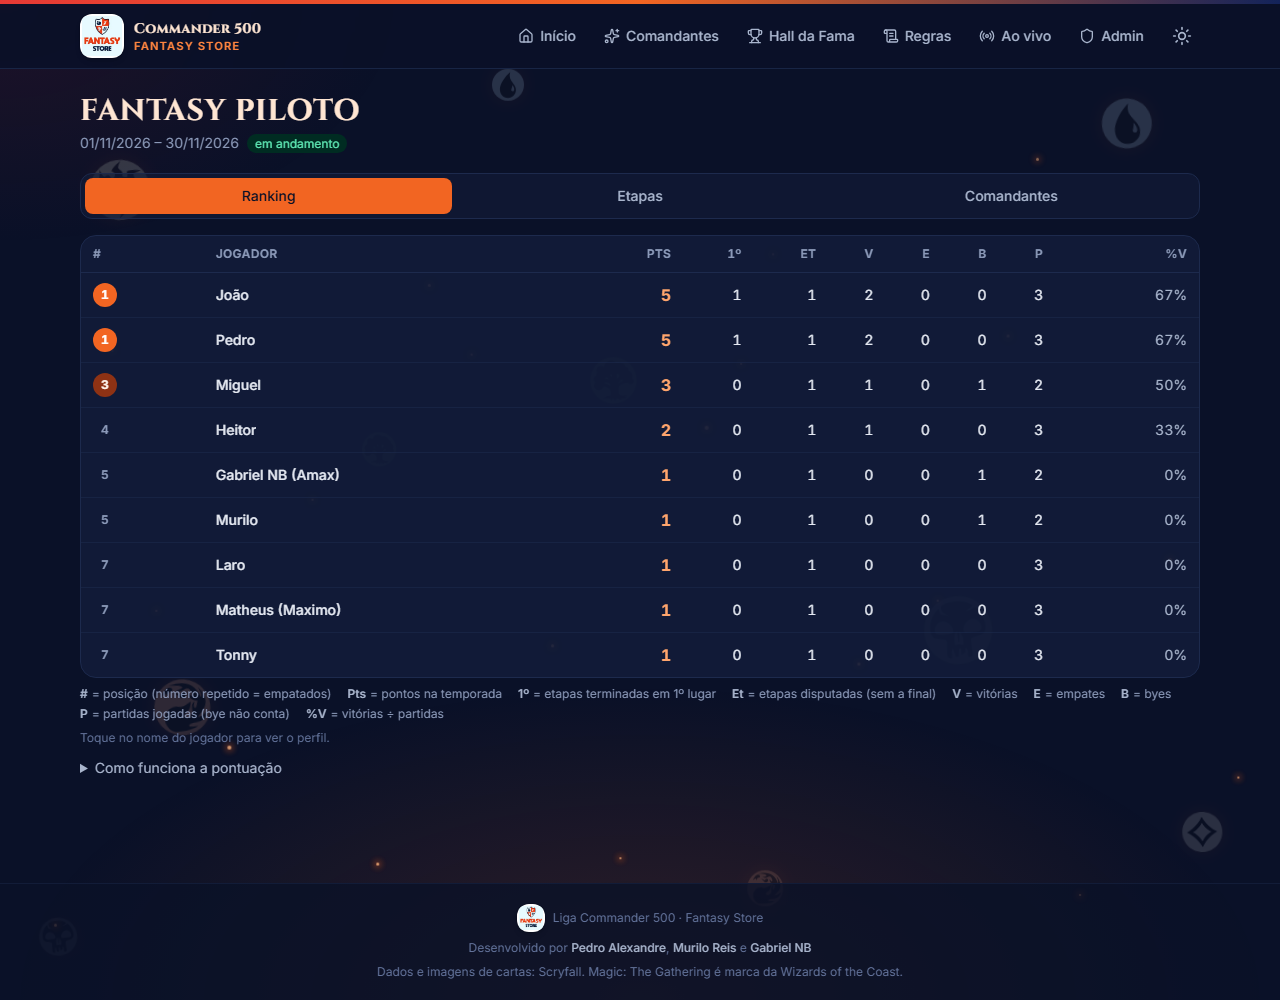 FANTASY STORE
Commander 500
FANTASY STORE
Início
Comandantes
Hall da Fama
Regras
Ao vivo
Admin
FANTASY PILOTO
01/11/2026 – 30/11/2026 em andamento
Ranking Etapas Comandantes
# JOGADOR PTS 1º ET V E B P %V
1 João 5 1 1 2 0 0 3 67%
1 Pedro 5 1 1 2 0 0 3 67%
3 Miguel 3 0 1 1 0 1 2 50%
4 Heitor 2 0 1 1 0 0 3 33%
5 Gabriel NB (Amax) 1 0 1 0 0 1 2 0%
5 Murilo 1 0 1 0 0 1 2 0%
7 Laro 1 0 1 0 0 0 3 0%
7 Matheus (Maximo) 1 0 1 0 0 0 3 0%
7 Tonny 1 0 1 0 0 0 3 0%
# = posição (número repetido = empatados) Pts = pontos na temporada 1º = etapas terminadas em 1º lugar Et = etapas disputadas (sem a final) V = vitórias E = empates B = byes
P = partidas jogadas (bye não conta) %V = vitórias ÷ partidas
Toque no nome do jogador para ver o perfil.
▶ Como funciona a pontuação
FANTASY STORE
Liga Commander 500 · Fantasy Store
Desenvolvido por Pedro Alexandre, Murilo Reis e Gabriel NB
Dados e imagens de cartas: Scryfall. Magic: The Gathering é marca da Wizards of the Coast.